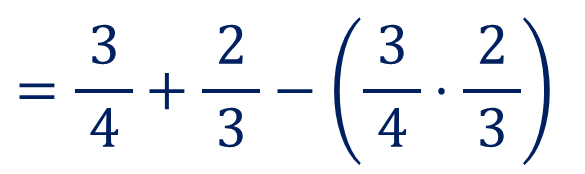 = 3/4 + 2/3 − (3/4 · 2/3)